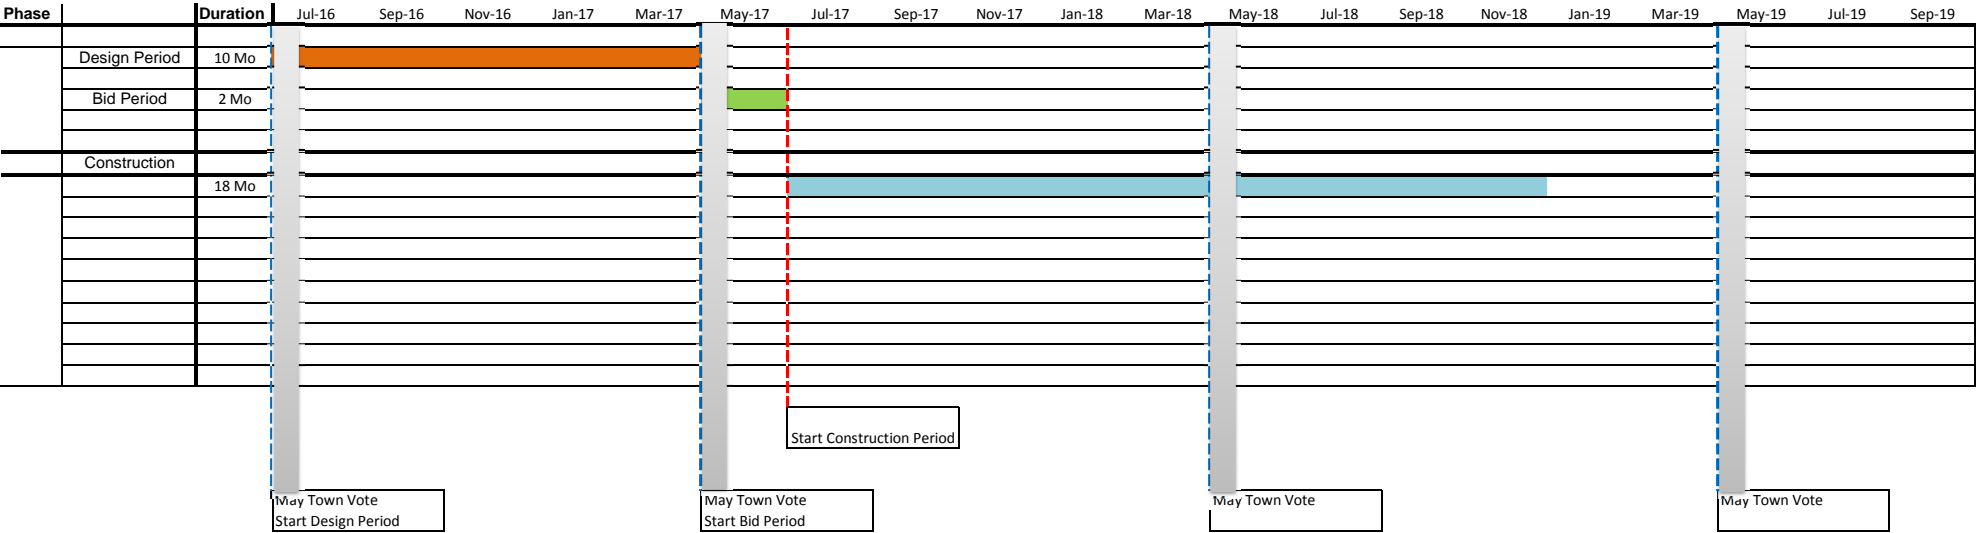 Phase Duration Jul-16 Sep-16 Nov-16 Jan-17 Mar-17 May-17 Jul-17 Sep-17 Nov-17 Jan-18 Mar-18 May-18 Jul-18 Sep-18 Nov-18 Jan-19 Mar-19 May-19 Jul-19 Sep-19
Design Period 10 Mo
Bid Period 2 Mo
Construction
18 Mo
Start Construction Period
May Town Vote
Start Design Period
May Town Vote
Start Bid Period
May Town Vote
May Town Vote